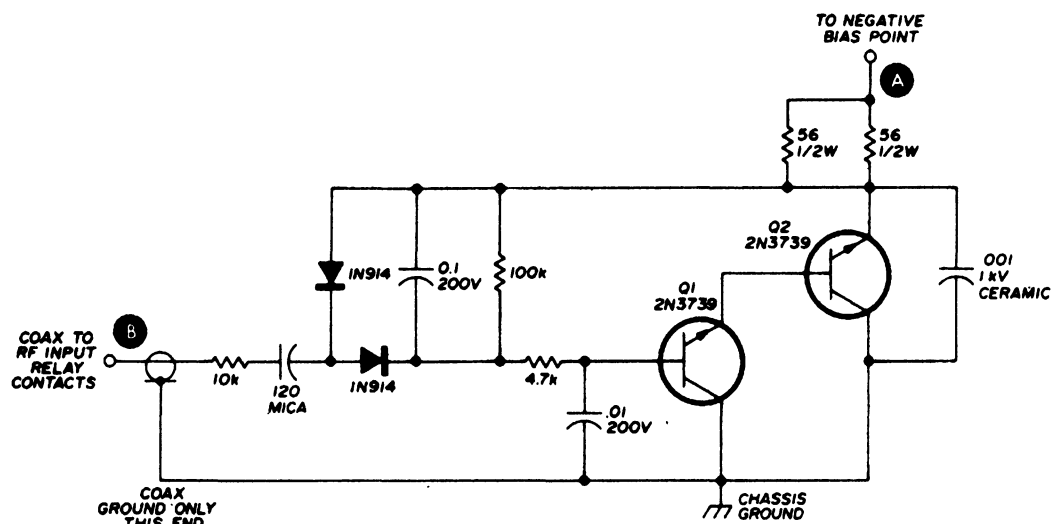 TO NEGATIVE
BIAS POINT
A
56
1/2W
56
1/2W
Q2
2N3739
1N914
0.1
200V
100k
Q1
2N3739
.001
1 kV
CERAMIC
B
COAX TO
RF INPUT
RELAY
CONTACTS
10k
120
MICA
1N914
4.7k
.01
200V
COAX
GROUND ONLY
THIS END
CHASSIS
GROUND